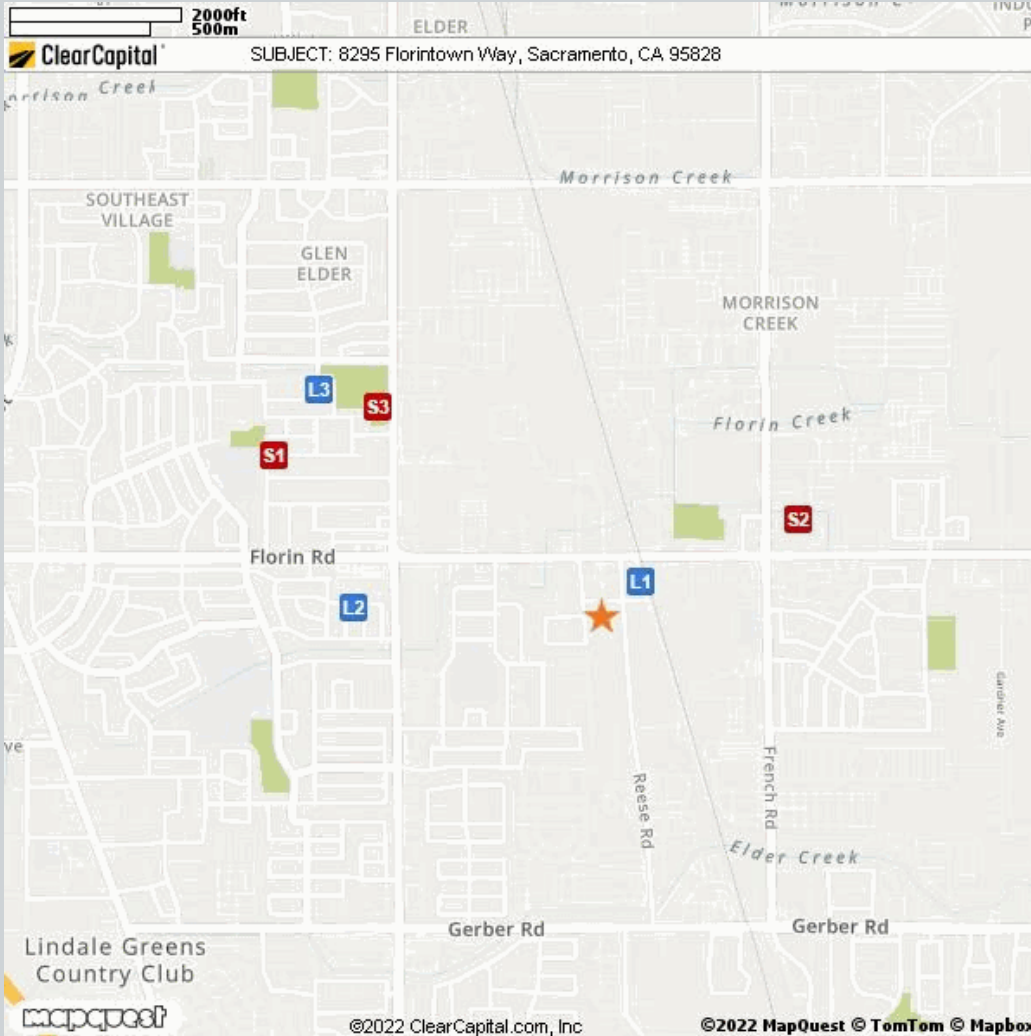 2000ft
500m
ELDER
ClearCapital
SUBJECT: 8295 Florintown Way, Sacramento, CA 95828
Creek
Morrison Creek
SOUTHEAST
VILLAGE
GLEN
ELDER
MORRISON
CREEK
L3
S3
Florin Creek
S1
S2
Florin Rd
L1
L2
Gardner Ave
French Rd
Reese Rd
Elder Creek
Gerber Rd
Gerber Rd
Lindale Greens
Country Club
mapquest
©2022 ClearCapital.com, Inc
©2022 MapQuest © TomTom © Mapbox